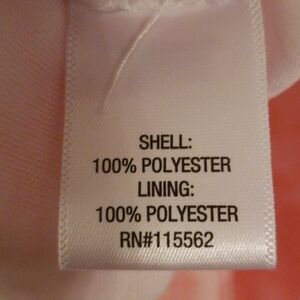 SHELL:
100% POLYESTER
LINING:
100% POLYESTER
RN#115562